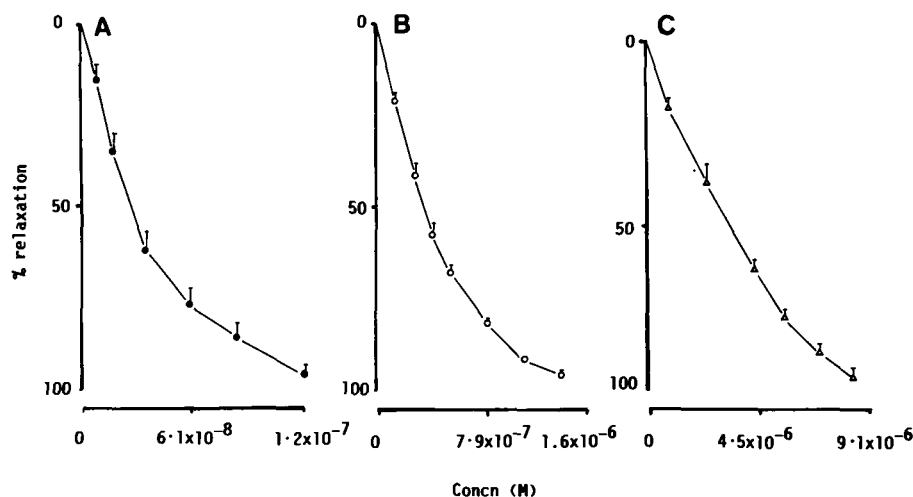 A
B
C
0
50
100
0
50
100
0
50
100
% relaxation
0
6·1x10⁻⁸
1·2x10⁻⁷
0
7·9x10⁻⁷
1·6x10⁻⁶
0
4·5x10⁻⁶
9·1x10⁻⁶
Concn (M)